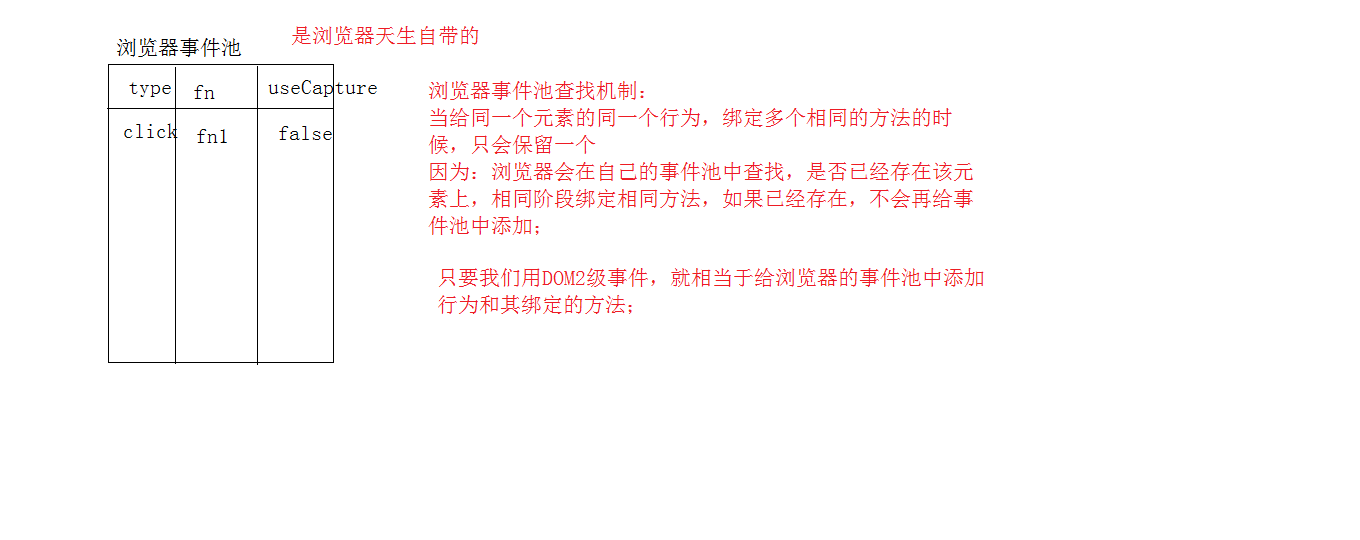 是浏览器天生自带的
浏览器事件池
type fn useCapture
click fn1 false
浏览器事件池查找机制：
当给同一个元素的同一个行为，绑定多个相同的方法的时
候，只会保留一个
因为：浏览器会在自己的事件池中查找，是否已经存在该元
素上，相同阶段绑定相同方法，如果已经存在，不会再给事
件池中添加；
只要我们用DOM2级事件，就相当于给浏览器的事件池中添加
行为和其绑定的方法；